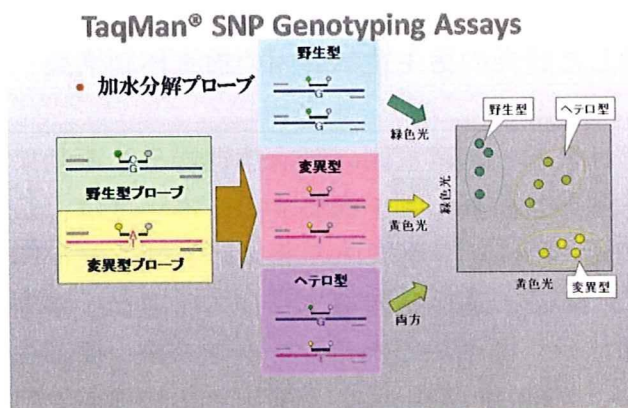 TaqMan® SNP Genotyping Assays
• 加水分解プローブ
C
G
野生型プローブ
A
T
変異型プローブ
野生型
G
G
変異型
T
T
ヘテロ型
G
T
緑色光
黄色光
両方
野生型
ヘテロ型
緑色光
黄色光
変異型